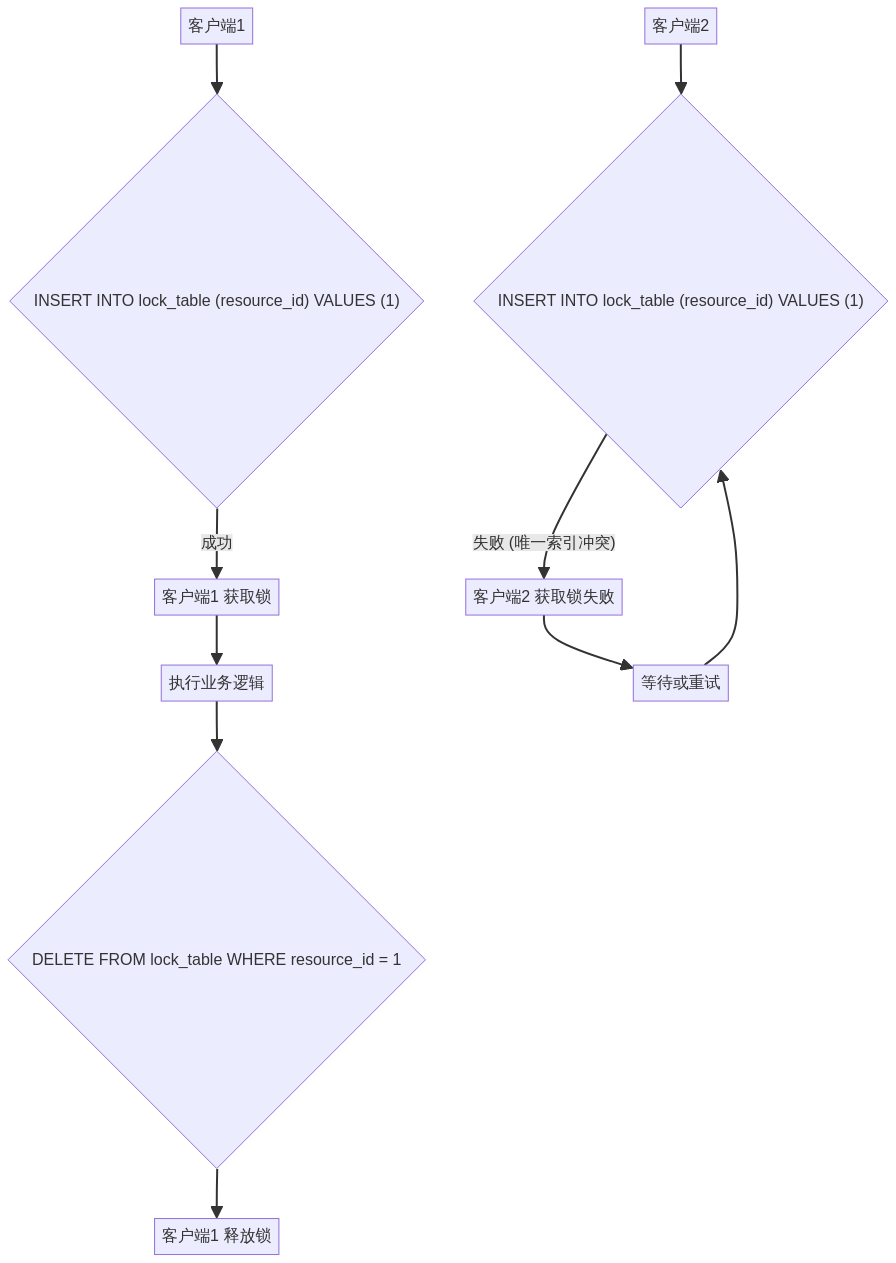 客户端1
客户端2
INSERT INTO lock_table (resource_id) VALUES (1)
INSERT INTO lock_table (resource_id) VALUES (1)
成功
失败 (唯一索引冲突)
客户端1 获取锁
客户端2 获取锁失败
执行业务逻辑
等待或重试
DELETE FROM lock_table WHERE resource_id = 1
客户端1 释放锁